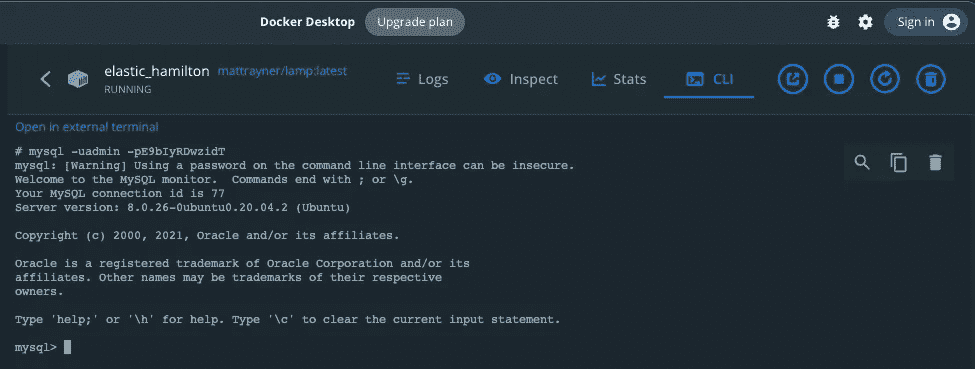 Docker Desktop Upgrade plan Sign in
elastic_hamilton mattrayner/lamp:latest
RUNNING
Logs Inspect Stats CLI
Open in external terminal
# mysql -uadmin -pE9bIyRDwzidT
mysql: [Warning] Using a password on the command line interface can be insecure.
Welcome to the MySQL monitor.  Commands end with ; or \g.
Your MySQL connection id is 77
Server version: 8.0.26-0ubuntu0.20.04.2 (Ubuntu)
Copyright (c) 2000, 2021, Oracle and/or its affiliates.
Oracle is a registered trademark of Oracle Corporation and/or its
affiliates. Other names may be trademarks of their respective
owners.
Type 'help;' or '\h' for help. Type '\c' to clear the current input statement.
mysql>